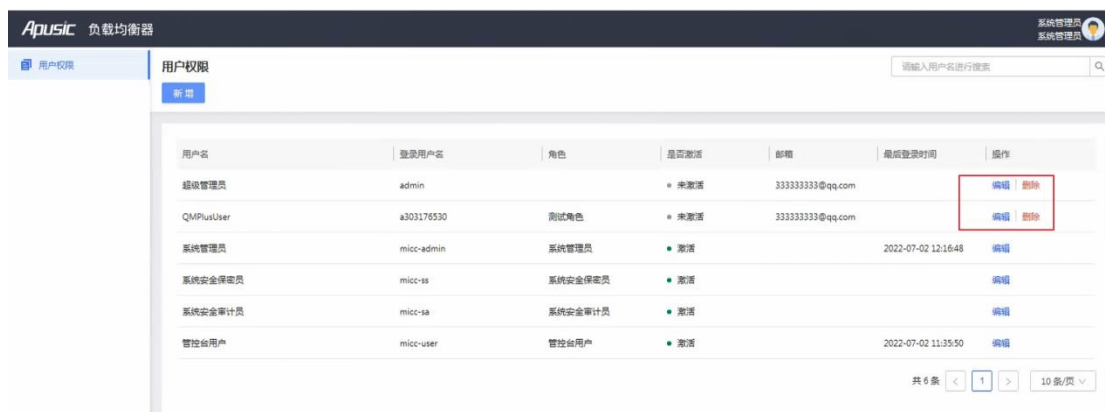 Apusic 负载均衡器
系统管理员
系统管理员
用户权限
用户权限
请输入用户名进行搜索
新增
用户名 登录用户名 角色 是否激活 邮箱 最后登录时间 操作
超级管理员 admin 未激活 333333333@qq.com 编辑 删除
QMPlusUser a303176530 测试角色 未激活 333333333@qq.com 编辑 删除
系统管理员 micc-admin 系统管理员 激活 2022-07-02 12:16:48 编辑
系统安全保密员 micc-ss 系统安全保密员 激活 编辑
系统安全审计员 micc-sa 系统安全审计员 激活 编辑
管控台用户 micc-user 管控台用户 激活 2022-07-02 11:35:50 编辑
共 6 条 < 1 > 10 条/页